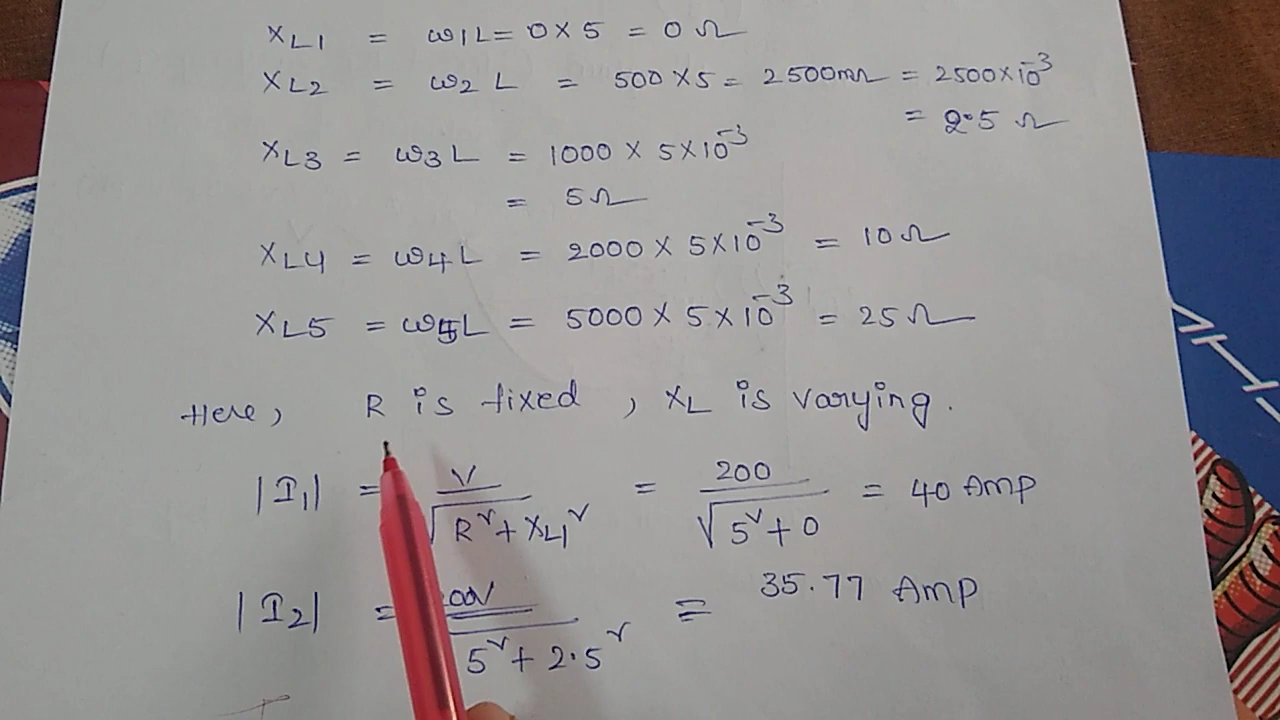 XL1 = ω1L = 0 × 5 = 0 Ω
XL2 = ω2 L = 500 × 5 = 2500mΩ = 2500×10⁻³
= 2.5 Ω
XL3 = ω3 L = 1000 × 5×10⁻³
= 5Ω
XL4 = ω4 L = 2000 × 5×10⁻³ = 10Ω
XL5 = ω5L = 5000 × 5×10⁻³ = 25Ω
Here, R is fixed, XL is varying.
|I₁| = V / √(R² + XL1²) = 200 / √(5² + 0) = 40 Amp
|I2| = / 5² + 2.5² = 35.77 Amp